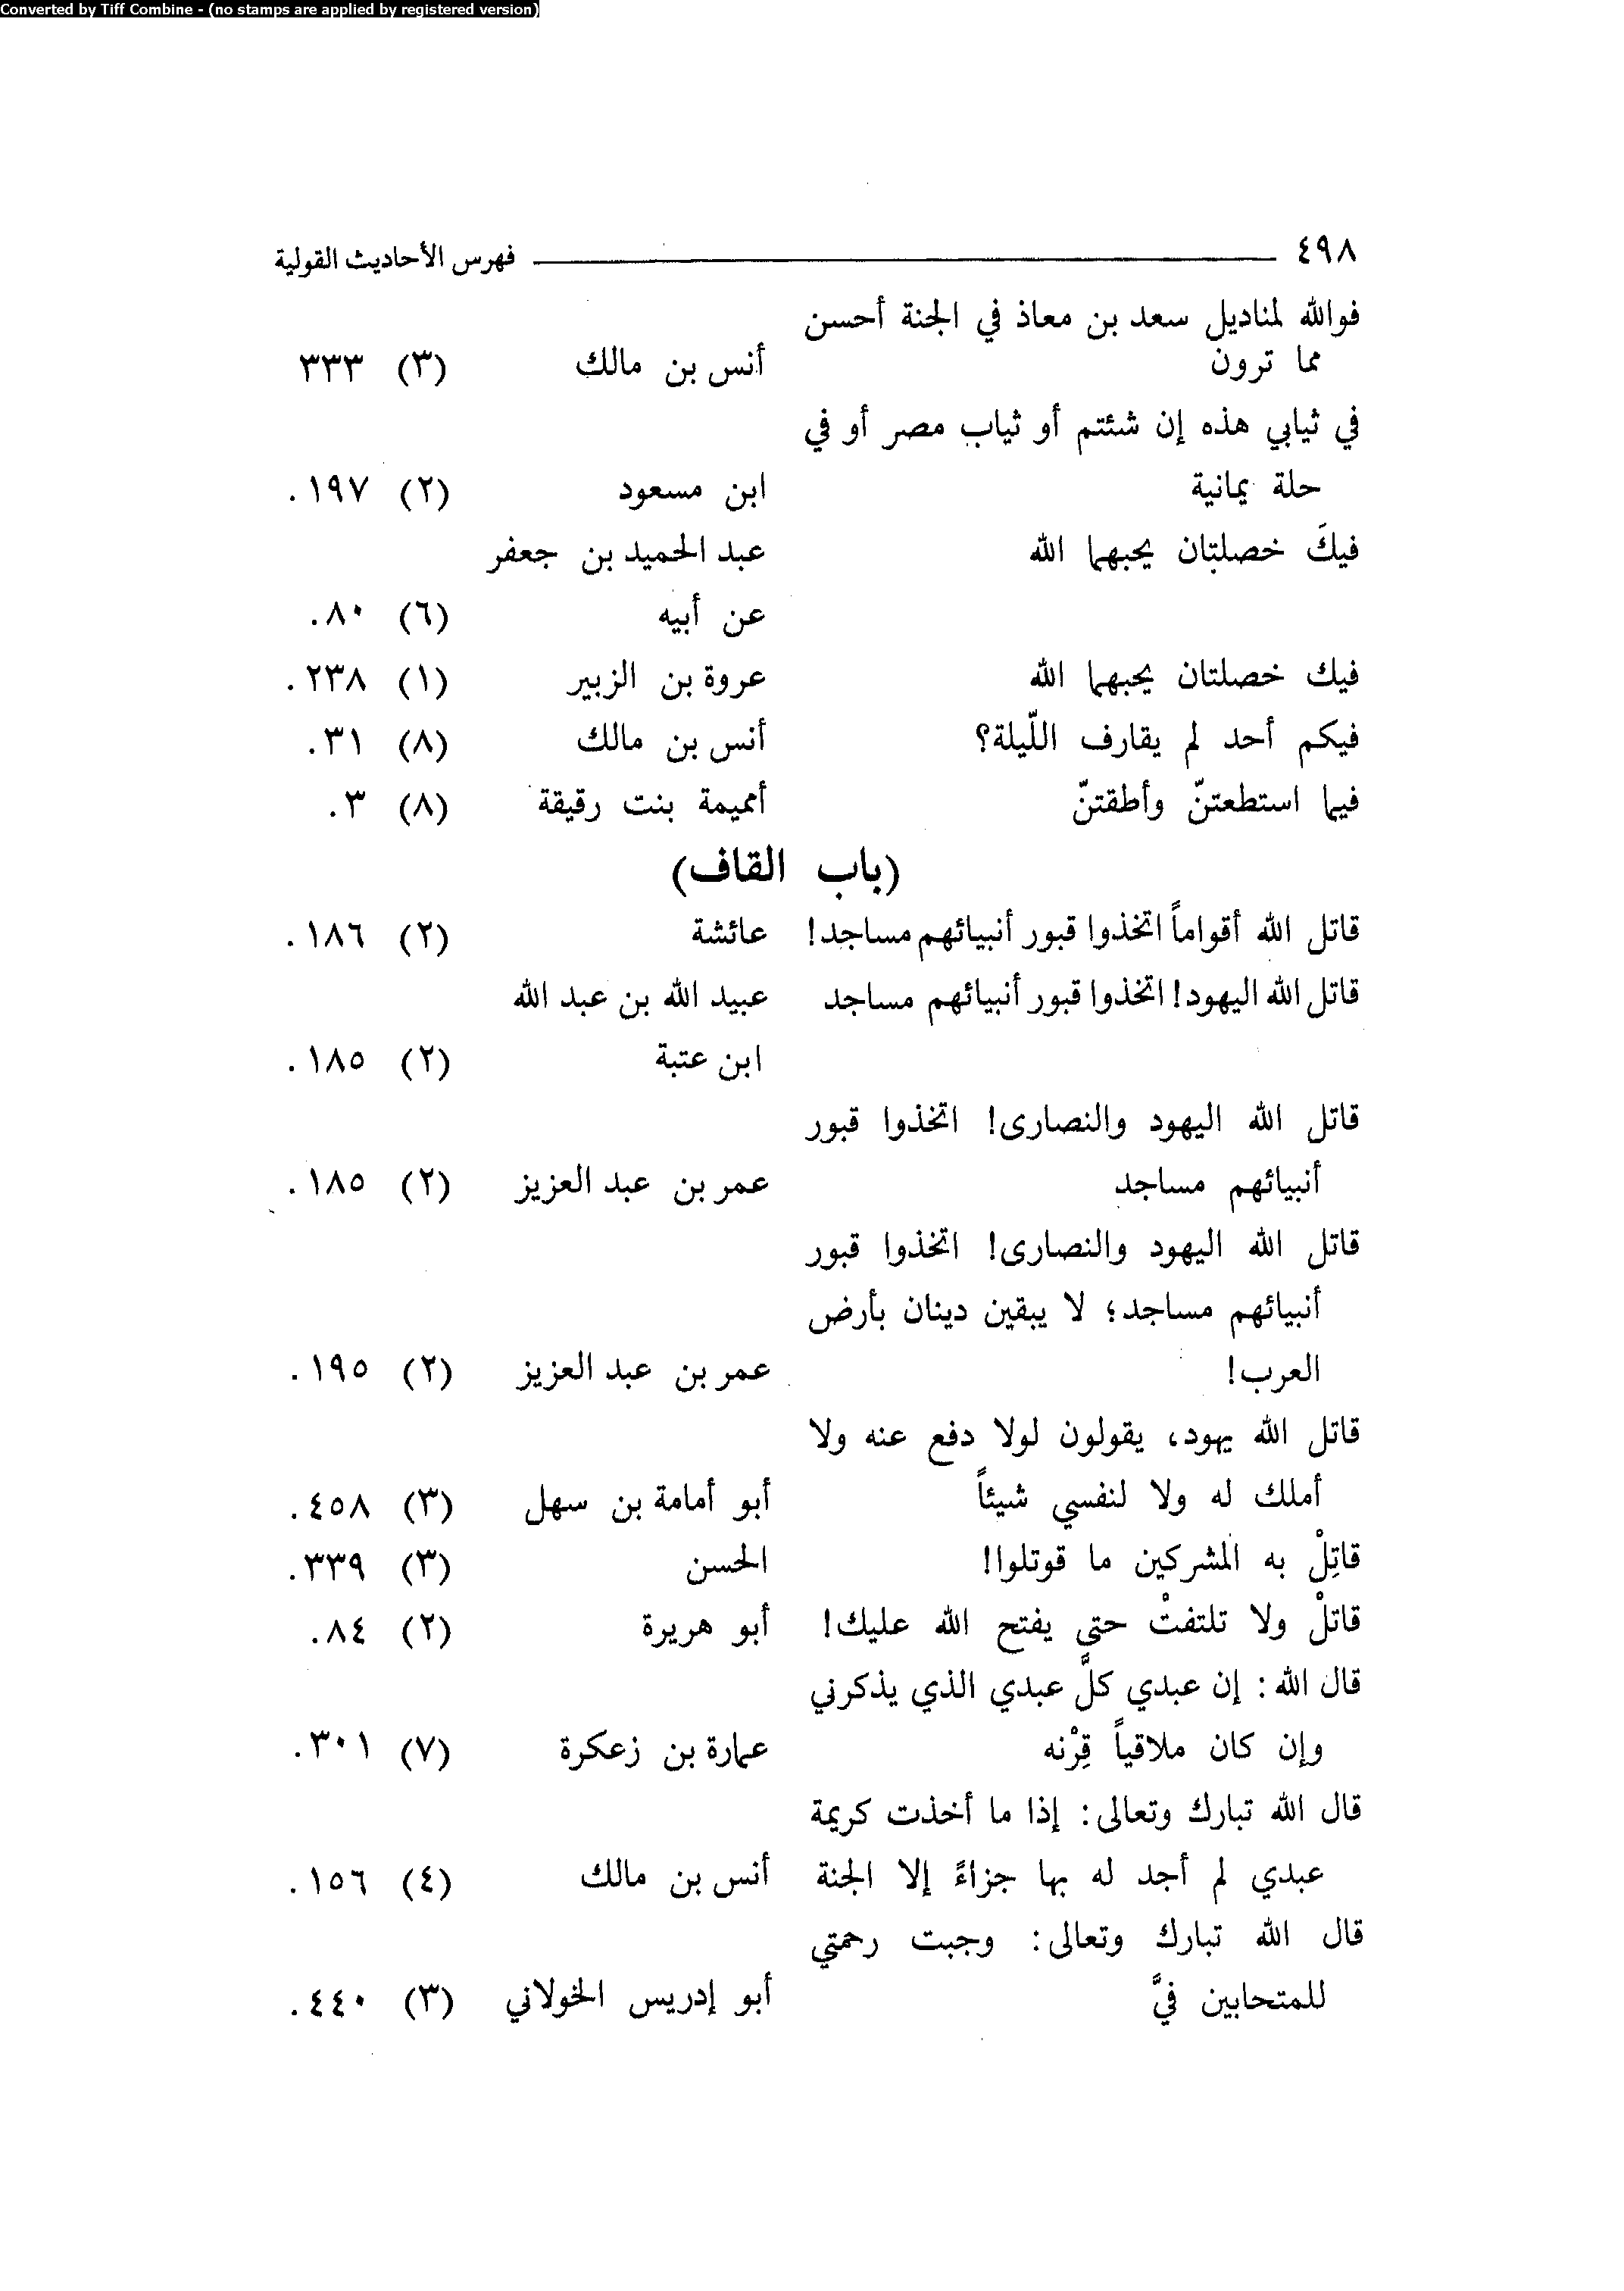 Converted by Tiff Combine - (no stamps are applied by registered version)
٤٩٨ فهرس الأحاديث القولية
فوالله لمناديل سعد بن معاذ في الجنة أحسن
مما ترون أنس بن مالك (٣) ٣٣٣
في ثيابي هذه إن شئتم أو ثياب مصر أو في
حلة يمانية ابن مسعود (٢) ١٩٧.
فيكَ خصلتان يحبهما الله عبد الحميد بن جعفر
عن أبيه (٦) ٨٠.
فيك خصلتان يحبهما الله عروة بن الزبير (١) ٢٣٨.
فيكم أحد لم يقارف اللّيلة؟ أنس بن مالك (٨) ٣١.
فيما استطعتنّ وأطقتنّ أميمة بنت رقيقة (٨) ٣.
(باب القاف)
قاتل الله أقواماً اتخذوا قبور أنبيائهم مساجد! عائشة (٢) ١٨٦.
قاتل الله اليهود! اتخذوا قبور أنبيائهم مساجد عبيد الله بن عبد الله
ابن عتبة (٢) ١٨٥.
قاتل الله اليهود والنصارى! اتخذوا قبور
أنبيائهم مساجد عمر بن عبد العزيز (٢) ١٨٥.
قاتل الله اليهود والنصارى! اتخذوا قبور
أنبيائهم مساجد؛ لا يبقين دينان بأرض
العرب! عمر بن عبد العزيز (٢) ١٩٥.
قاتل الله يهود، يقولون لولا دفع عنه ولا
أملك له ولا لنفسي شيئاً أبو أمامة بن سهل (٣) ٤٥٨.
قاتِلْ به المشركين ما قوتلوا! الحسن (٣) ٣٣٩.
قاتلْ ولا تلتفتْ حتى يفتح الله عليك! أبو هريرة (٢) ٨٤.
قال الله: إن عبدي كلَّ عبدي الذي يذكرني
وإن كان ملاقياً قِرْنه عمارة بن زعكرة (٧) ٣٠١.
قال الله تبارك وتعالى: إذا ما أخذت كريمة
عبدي لم أجد له بها جزاءً إلا الجنة أنس بن مالك (٤) ١٥٦.
قال الله تبارك وتعالى: وجبت رحمتي
للمتحابين فيَّ أبو إدريس الخولاني (٣) ٤٤٠.